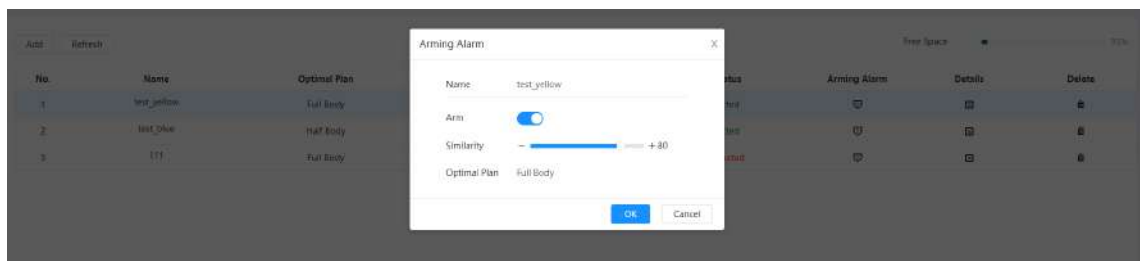 Add Refresh
Arming Alarm X
Free Space
No. Name Optimal Plan Arming Alarm Details Delete
1 test_yellow Full Body
2 test_blue Half Body
3 111 Full Body
Name test_yellow
Arm
Similarity − + 80
Optimal Plan Full Body
OK Cancel